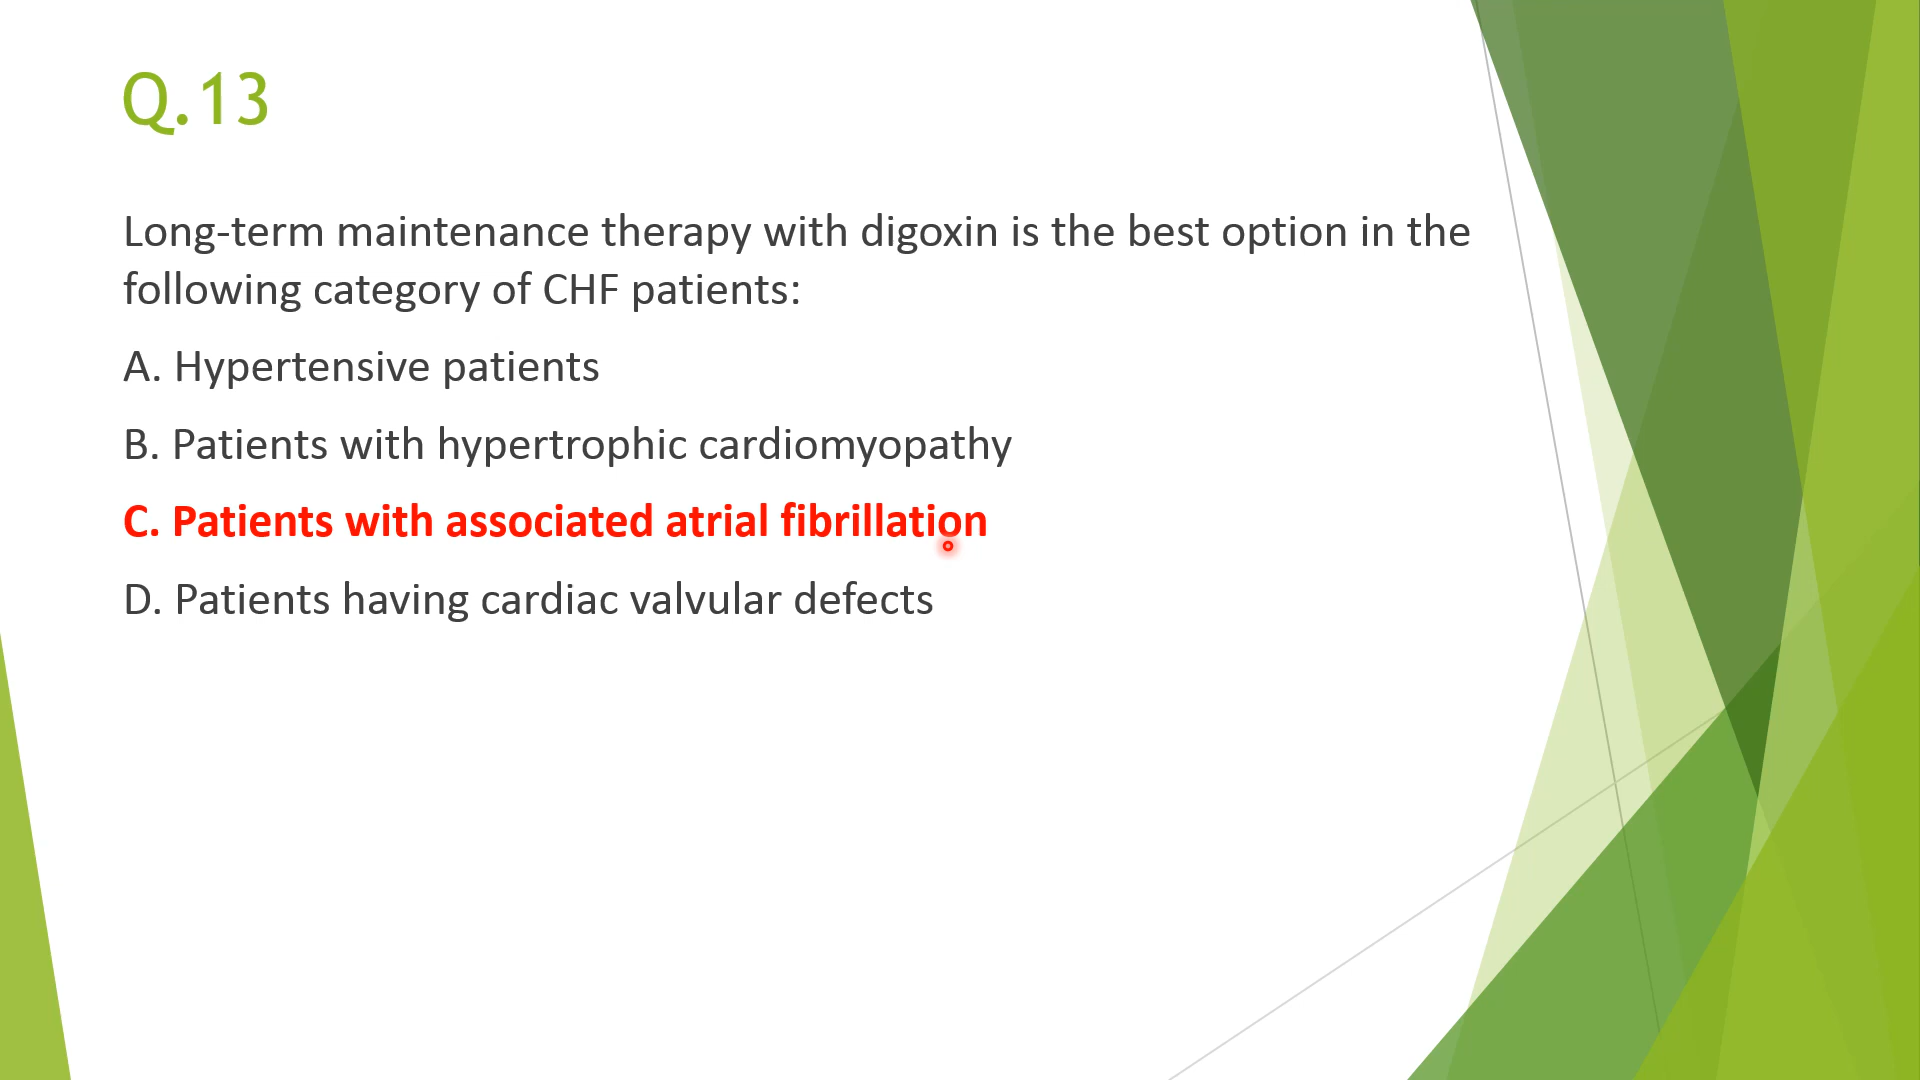 Q.13
Long-term maintenance therapy with digoxin is the best option in the
following category of CHF patients:
A. Hypertensive patients
B. Patients with hypertrophic cardiomyopathy
C. Patients with associated atrial fibrillation
D. Patients having cardiac valvular defects